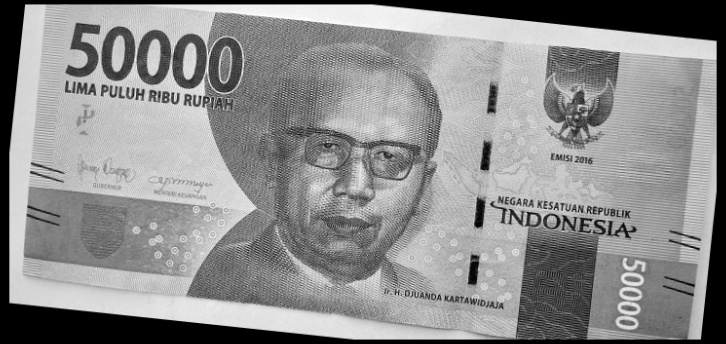 50000
LIMA PULUH RIBU RUPIAH
EMISI 2016
GUBERNUR
MENTERI KEUANGAN
NEGARA KESATUAN REPUBLIK
INDONESIA
Ir. H. DJUANDA KARTAWIDJAJA
50000